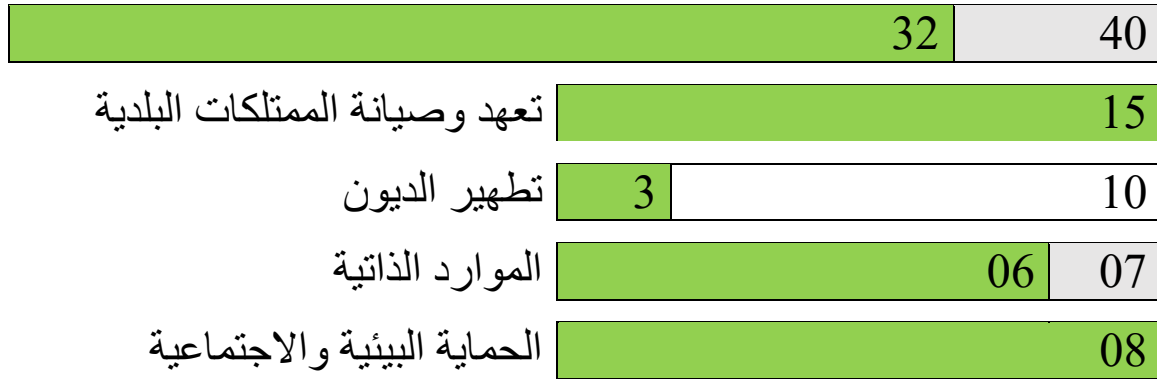 40 32
15 تعهد وصيانة الممتلكات البلدية
10 3 تطهير الديون
07 06 الموارد الذاتية
08 الحماية البيئية والاجتماعية